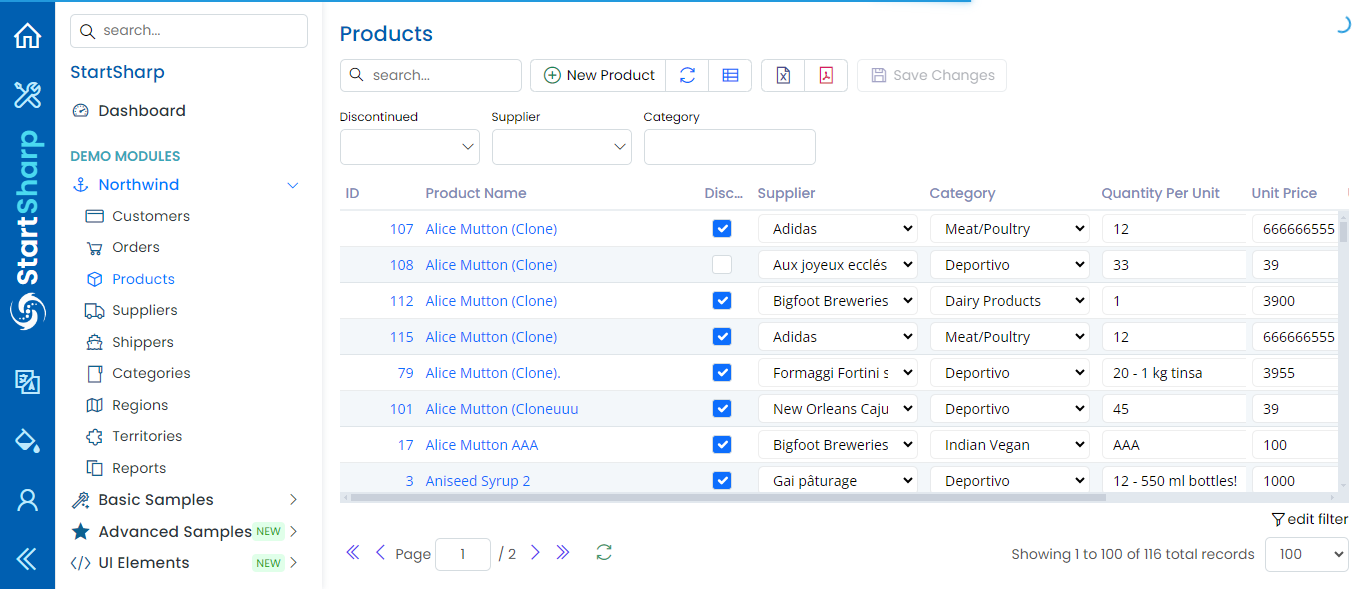 StartSharp
search...
StartSharp
Dashboard
DEMO MODULES
Northwind
Customers
Orders
Products
Suppliers
Shippers
Categories
Regions
Territories
Reports
Basic Samples
Advanced Samples NEW
UI Elements NEW
Products
search... New Product Save Changes
Discontinued Supplier Category
ID Product Name Disc... Supplier Category Quantity Per Unit Unit Price
107 Alice Mutton (Clone) Adidas Meat/Poultry 12 666666555
108 Alice Mutton (Clone) Aux joyeux ecclés Deportivo 33 39
112 Alice Mutton (Clone) Bigfoot Breweries Dairy Products 1 3900
115 Alice Mutton (Clone) Adidas Meat/Poultry 12 666666555
79 Alice Mutton (Clone). Formaggi Fortini s Deportivo 20 - 1 kg tinsa 3955
101 Alice Mutton (Cloneuuu New Orleans Caju Deportivo 45 39
17 Alice Mutton AAA Bigfoot Breweries Indian Vegan AAA 100
3 Aniseed Syrup 2 Gai pâturage Deportivo 12 - 550 ml bottles! 1000
edit filter
Page 1 / 2 Showing 1 to 100 of 116 total records 100